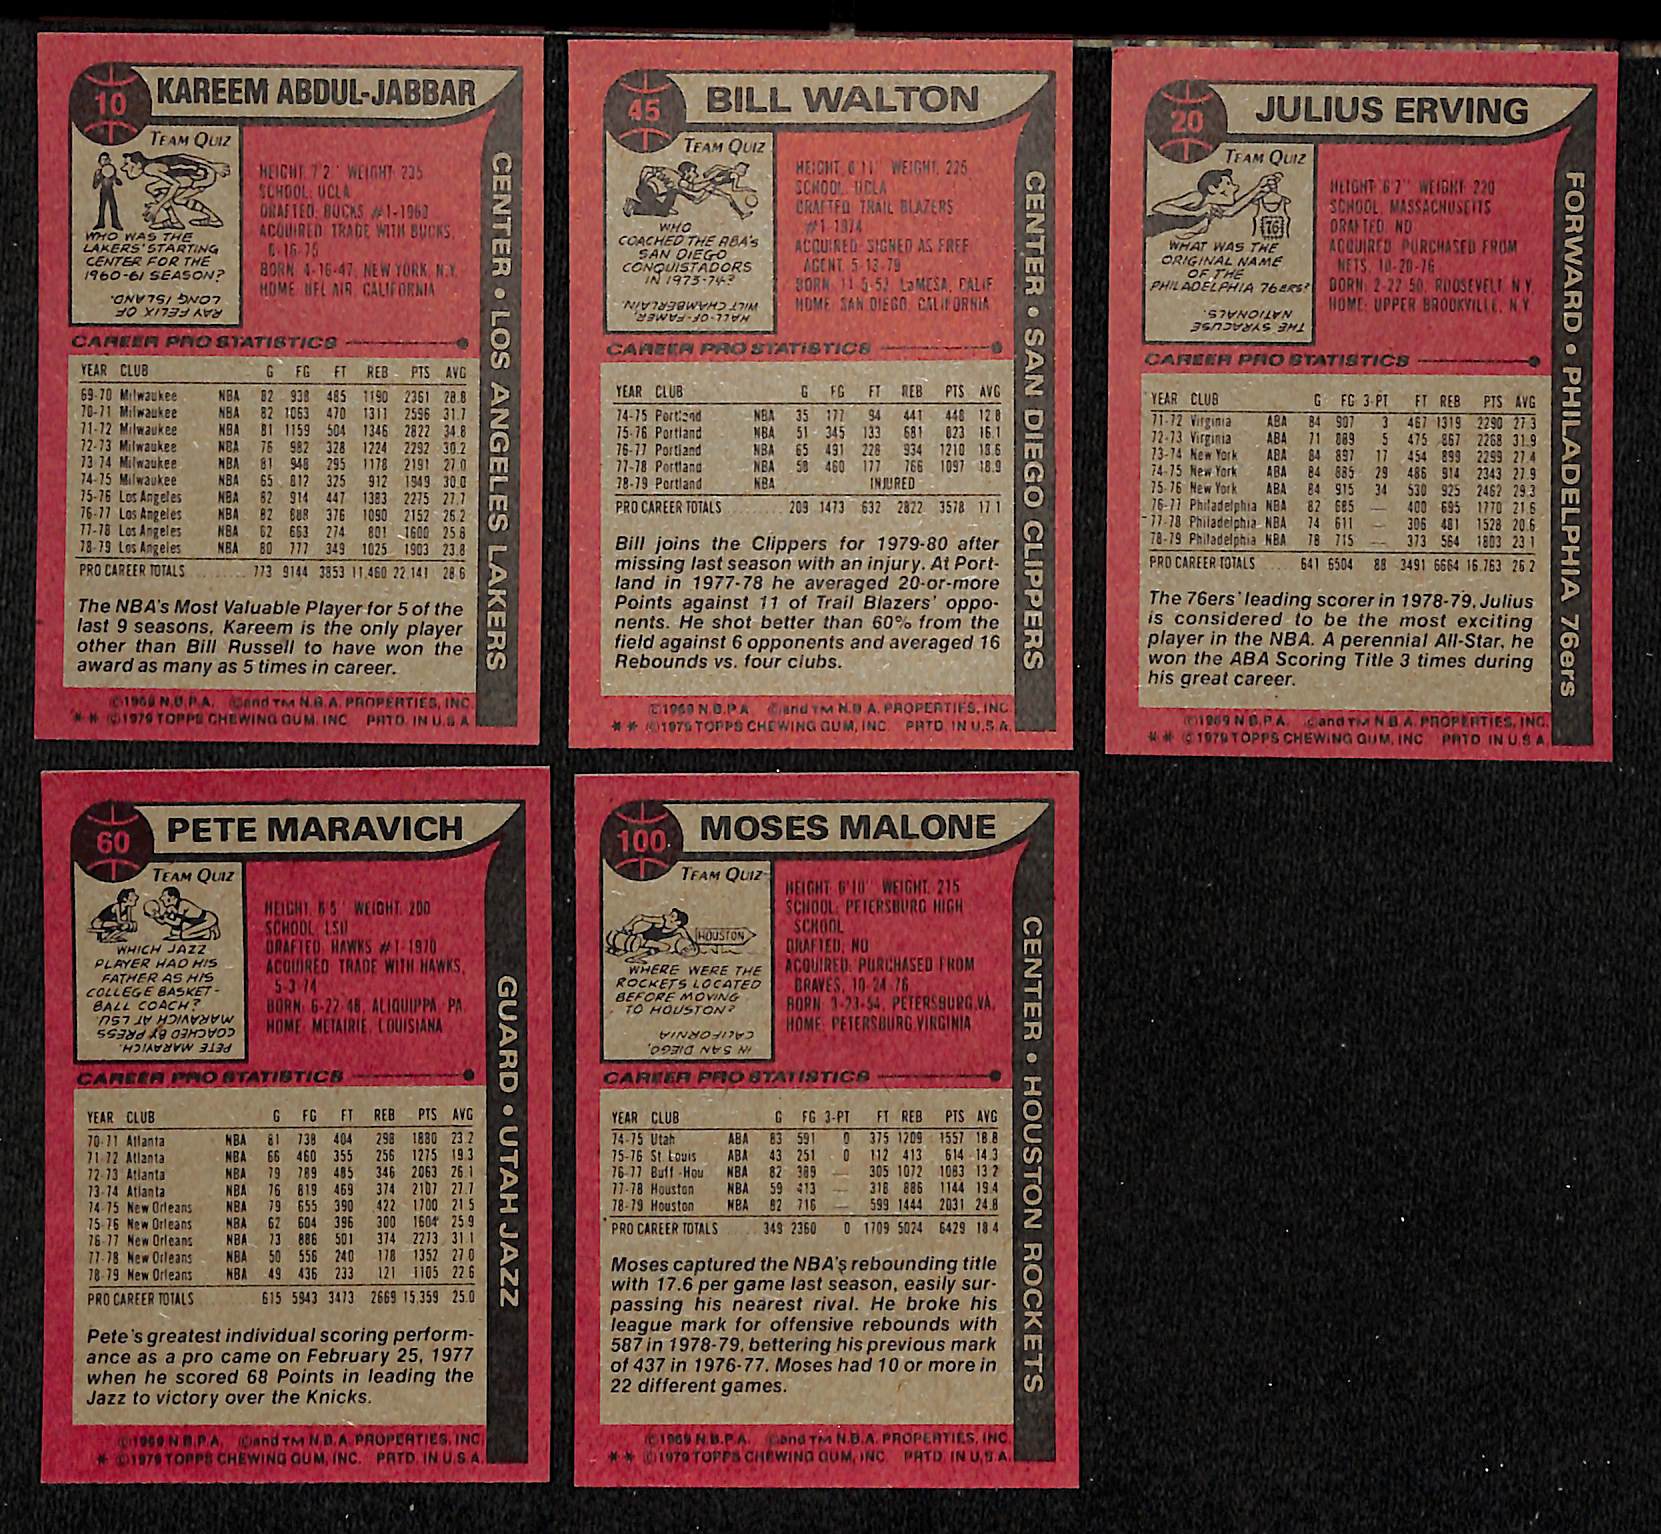 10 KAREEM ABDUL-JABBAR
TEAM QUIZ
WHO WAS THE
LAKERS' STARTING
CENTER FOR THE
1960-61 SEASON?
RAY FELIX OF
LONG ISLAND.
HEIGHT: 7'2" WEIGHT: 235
SCHOOL: UCLA
DRAFTED: BUCKS #1-1969
ACQUIRED: TRADE WITH BUCKS,
6-16-75
BORN: 4-16-47, NEW YORK, N.Y.
HOME: BEL AIR, CALIFORNIA
CENTER • LOS ANGELES LAKERS
CAREER PRO STATISTICS
YEAR CLUB G FG FT REB PTS AVG
69-70 Milwaukee NBA 82 938 485 1190 2361 28.8
70-71 Milwaukee NBA 82 1063 470 1311 2596 31.7
71-72 Milwaukee NBA 81 1159 504 1346 2822 34.8
72-73 Milwaukee NBA 76 982 328 1224 2292 30.2
73-74 Milwaukee NBA 81 948 295 1178 2191 27.0
74-75 Milwaukee NBA 65 812 325 912 1949 30.0
75-76 Los Angeles NBA 82 914 447 1383 2275 27.7
76-77 Los Angeles NBA 82 888 376 1090 2152 26.2
77-78 Los Angeles NBA 62 663 274 801 1600 25.8
78-79 Los Angeles NBA 80 777 349 1025 1903 23.8
PRO CAREER TOTALS ........ 773 9144 3853 11,460 22,141 28.6
The NBA's Most Valuable Player for 5 of the
last 9 seasons, Kareem is the only player
other than Bill Russell to have won the
award as many as 5 times in career.
©1969 N.B.P.A. ©and TM N.B.A. PROPERTIES, INC.
** ©1979 TOPPS CHEWING GUM, INC. PRTD. IN U.S.A.
45 BILL WALTON
TEAM QUIZ
WHO
COACHED THE ABA'S
SAN DIEGO
CONQUISTADORS
IN 1973-74?
HALL-OF-FAMER
WILT CHAMBERLAIN.
HEIGHT: 6'11" WEIGHT: 225
SCHOOL: UCLA
DRAFTED: TRAIL BLAZERS
#1-1974
ACQUIRED: SIGNED AS FREE
AGENT, 5-13-79
BORN: 11-5-52, LaMESA, CALIF.
HOME: SAN DIEGO, CALIFORNIA
CENTER • SAN DIEGO CLIPPERS
CAREER PRO STATISTICS
YEAR CLUB G FG FT REB PTS AVG
74-75 Portland NBA 35 177 94 441 448 12.8
75-76 Portland NBA 51 345 133 681 823 16.1
76-77 Portland NBA 65 491 228 934 1210 18.6
77-78 Portland NBA 58 460 177 766 1097 18.9
78-79 Portland NBA INJURED
PRO CAREER TOTALS ........ 209 1473 632 2822 3578 17.1
Bill joins the Clippers for 1979-80 after
missing last season with an injury. At Port-
land in 1977-78 he averaged 20-or-more
Points against 11 of Trail Blazers' oppo-
nents. He shot better than 60% from the
field against 6 opponents and averaged 16
Rebounds vs. four clubs.
©1969 N.B.P.A. ©and TM N.B.A. PROPERTIES, INC.
** ©1979 TOPPS CHEWING GUM, INC. PRTD. IN U.S.A.
20 JULIUS ERVING
TEAM QUIZ
76
WHAT WAS THE
ORIGINAL NAME
OF THE
PHILADELPHIA 76ERS?
THE SYRACUSE
NATIONALS.
HEIGHT: 6'7" WEIGHT: 220
SCHOOL: MASSACHUSETTS
DRAFTED: NO
ACQUIRED: PURCHASED FROM
NETS, 10-20-76
BORN: 2-22-50, ROOSEVELT, N.Y.
HOME: UPPER BROOKVILLE, N.Y.
FORWARD • PHILADELPHIA 76ers
CAREER PRO STATISTICS
YEAR CLUB G FG 3-PT FT REB PTS AVG
71-72 Virginia ABA 84 907 3 467 1319 2290 27.3
72-73 Virginia ABA 71 889 5 475 867 2268 31.9
73-74 New York ABA 84 897 17 454 899 2299 27.4
74-75 New York ABA 84 885 29 486 914 2343 27.9
75-76 New York ABA 84 915 34 530 925 2462 29.3
76-77 Philadelphia NBA 82 685 — 400 695 1770 21.6
77-78 Philadelphia NBA 74 611 — 306 481 1528 20.6
78-79 Philadelphia NBA 78 715 — 373 564 1803 23.1
PRO CAREER TOTALS .... 641 6504 88 3491 6664 16,763 26.2
The 76ers' leading scorer in 1978-79, Julius
is considered to be the most exciting
player in the NBA. A perennial All-Star, he
won the ABA Scoring Title 3 times during
his great career.
©1969 N.B.P.A. ©and TM N.B.A. PROPERTIES, INC.
** ©1979 TOPPS CHEWING GUM, INC. PRTD. IN U.S.A.
60 PETE MARAVICH
TEAM QUIZ
WHICH JAZZ
PLAYER HAD HIS
FATHER AS HIS
COLLEGE BASKET-
BALL COACH?
PETE MARAVICH,
COACHED BY PRESS
MARAVICH AT LSU.
HEIGHT: 6'5" WEIGHT: 200
SCHOOL: LSU
DRAFTED: HAWKS #1-1970
ACQUIRED: TRADE WITH HAWKS,
5-3-74
BORN: 6-22-48, ALIQUIPPA, PA.
HOME: METAIRIE, LOUISIANA
GUARD • UTAH JAZZ
CAREER PRO STATISTICS
YEAR CLUB G FG FT REB PTS AVG
70-71 Atlanta NBA 81 738 404 298 1880 23.2
71-72 Atlanta NBA 66 460 355 256 1275 19.3
72-73 Atlanta NBA 79 789 485 346 2063 26.1
73-74 Atlanta NBA 76 819 469 374 2107 27.7
74-75 New Orleans NBA 79 655 390 422 1700 21.5
75-76 New Orleans NBA 62 604 396 300 1604 25.9
76-77 New Orleans NBA 73 886 501 374 2273 31.1
77-78 New Orleans NBA 50 556 240 178 1352 27.0
78-79 New Orleans NBA 49 436 233 121 1105 22.6
PRO CAREER TOTALS 615 5943 3473 2669 15,359 25.0
Pete's greatest individual scoring perform-
ance as a pro came on February 25, 1977
when he scored 68 Points in leading the
Jazz to victory over the Knicks.
©1969 N.B.P.A. ©and TM N.B.A. PROPERTIES, INC.
* ©1979 TOPPS CHEWING GUM, INC. PRTD. IN U.S.A.
100 MOSES MALONE
TEAM QUIZ
HOUSTON
WHERE WERE THE
ROCKETS LOCATED
BEFORE MOVING
TO HOUSTON?
IN SAN DIEGO,
CALIFORNIA
HEIGHT: 6'10" WEIGHT: 215
SCHOOL: PETERSBURG HIGH
SCHOOL
DRAFTED: NO
ACQUIRED: PURCHASED FROM
BRAVES, 10-24-76
BORN: 3-23-54, PETERSBURG, VA.
HOME: PETERSBURG, VIRGINIA
CENTER • HOUSTON ROCKETS
CAREER PRO STATISTICS
YEAR CLUB G FG 3-PT FT REB PTS AVG
74-75 Utah ABA 83 591 0 375 1209 1557 18.8
75-76 St. Louis ABA 43 251 0 112 413 614 14.3
76-77 Buff.-Hou. NBA 82 389 — 305 1072 1083 13.2
77-78 Houston NBA 59 413 — 318 886 1144 19.4
78-79 Houston NBA 82 716 — 599 1444 2031 24.8
PRO CAREER TOTALS ..... 349 2360 0 1709 5024 6429 18.4
Moses captured the NBA's rebounding title
with 17.6 per game last season, easily sur-
passing his nearest rival. He broke his
league mark for offensive rebounds with
587 in 1978-79, bettering his previous mark
of 437 in 1976-77. Moses had 10 or more in
22 different games.
©1969 N.B.P.A. ©and TM N.B.A. PROPERTIES, INC.
** ©1979 TOPPS CHEWING GUM, INC. PRTD. IN U.S.A.